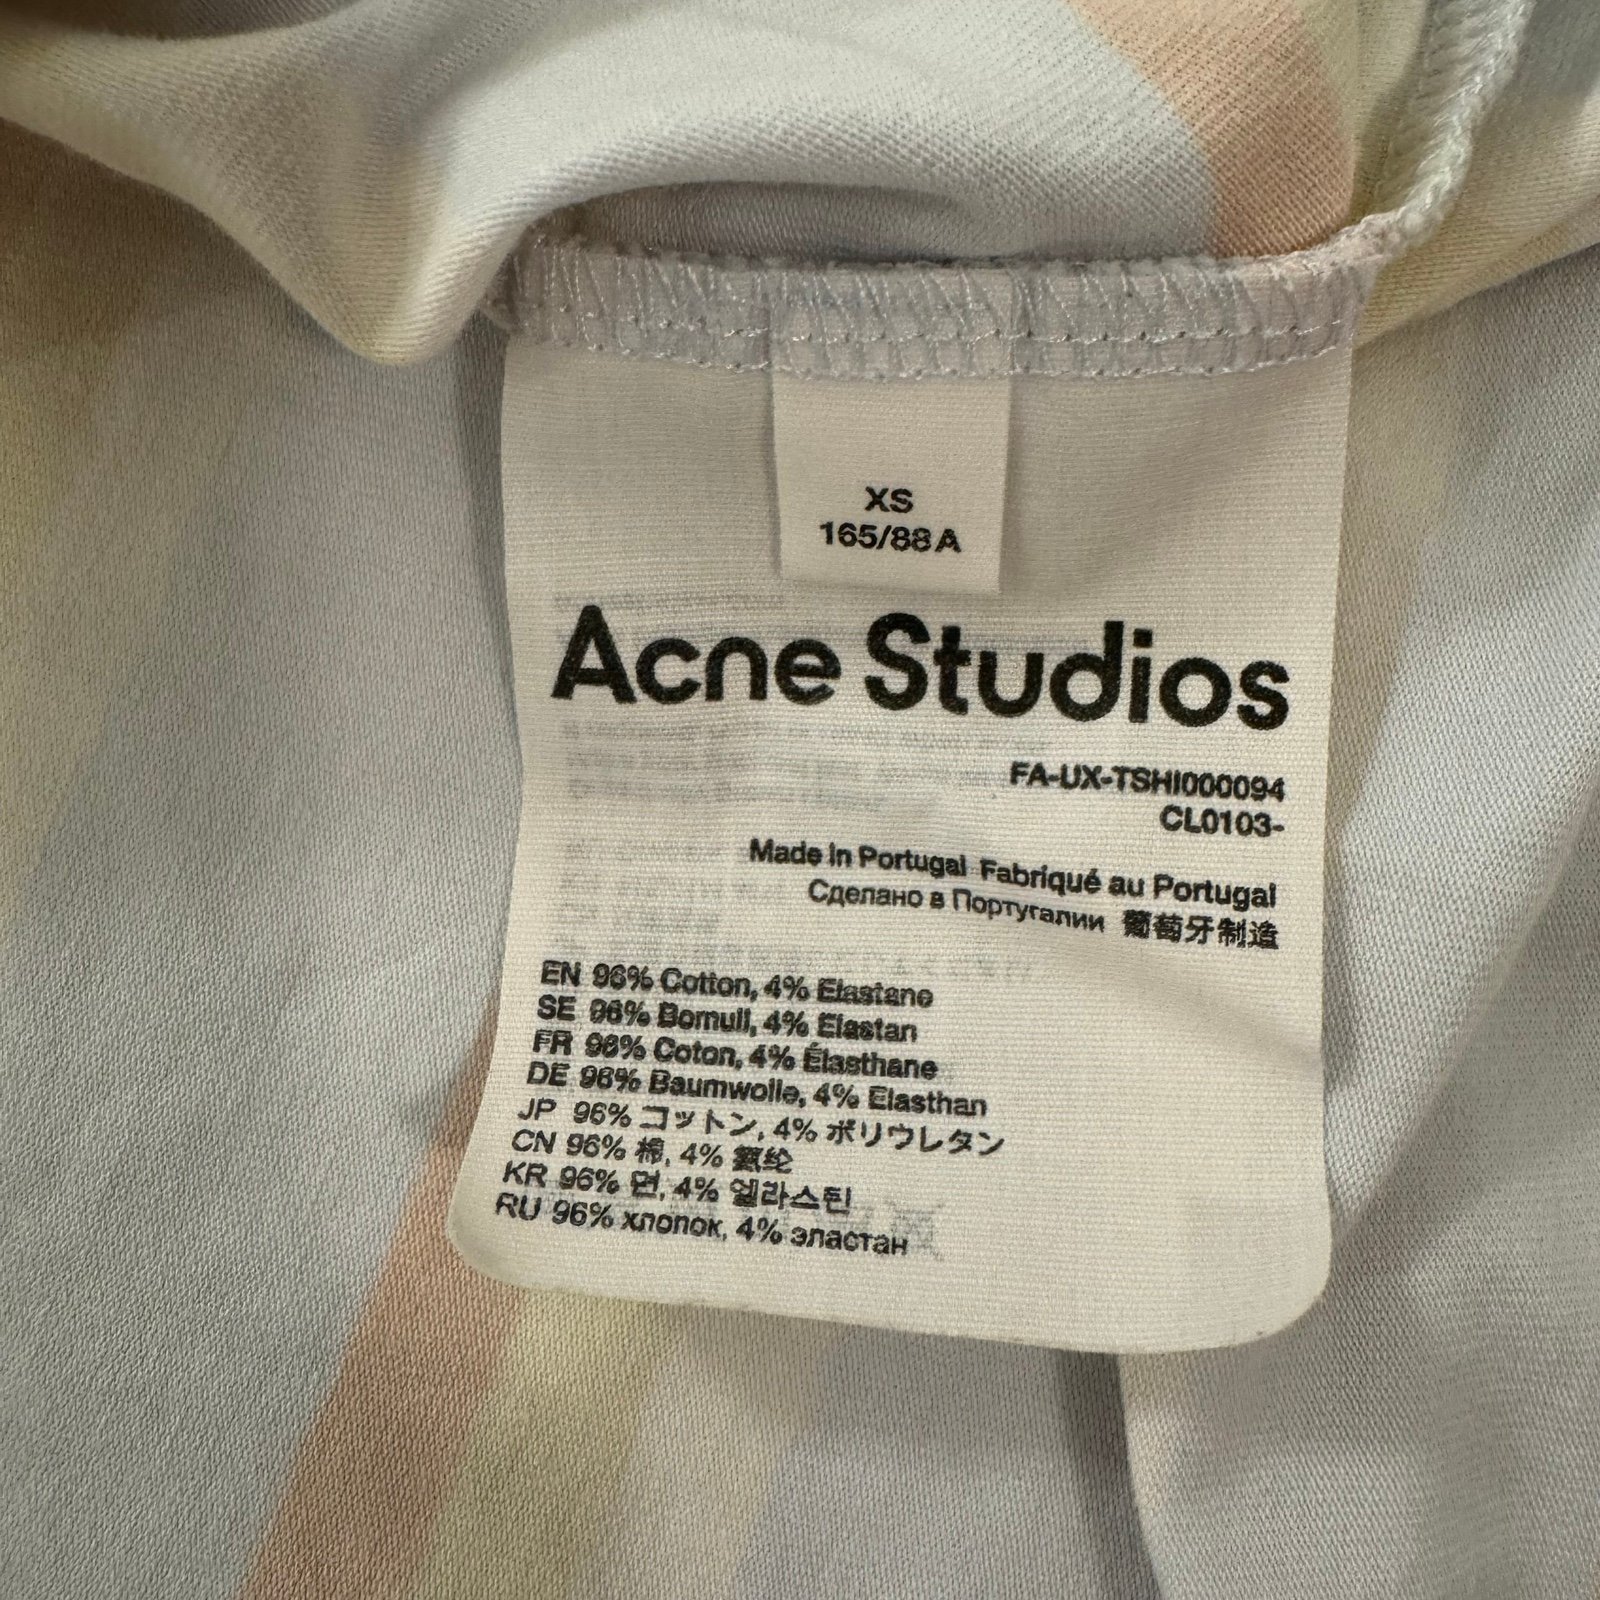 XS
165/88A
Acne Studios
FA-UX-TSHI000094
CL0103-
Made in Portugal Fabriqué au Portugal
Сделано в Португалии 葡萄牙制造
EN 96% Cotton, 4% Elastane
SE 96% Bomull, 4% Elastan
FR 96% Coton, 4% Élasthane
DE 96% Baumwolle, 4% Elasthan
JP 96% コットン, 4% ポリウレタン
CN 96% 棉, 4% 氨纶
KR 96% 면, 4% 엘라스틴
RU 96% хлопок, 4% эластан